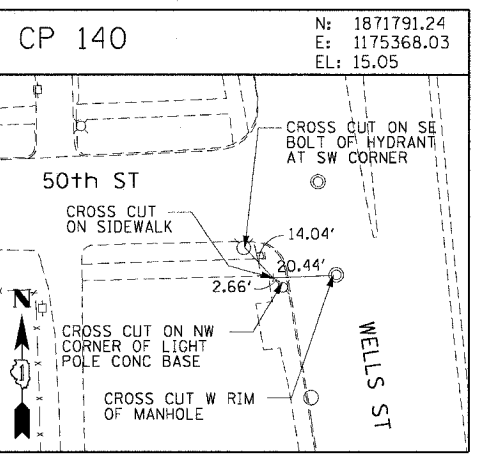 CP 140
N: 1871791.24
E: 1175368.03
EL: 15.05
CROSS CUT ON SE
BOLT OF HYDRANT
AT SW CORNER
50th ST
CROSS CUT
ON SIDEWALK
14.04'
20.44'
2.66'
N
CROSS CUT ON NW
CORNER OF LIGHT
POLE CONC BASE
WELLS ST
CROSS CUT W RIM
OF MANHOLE